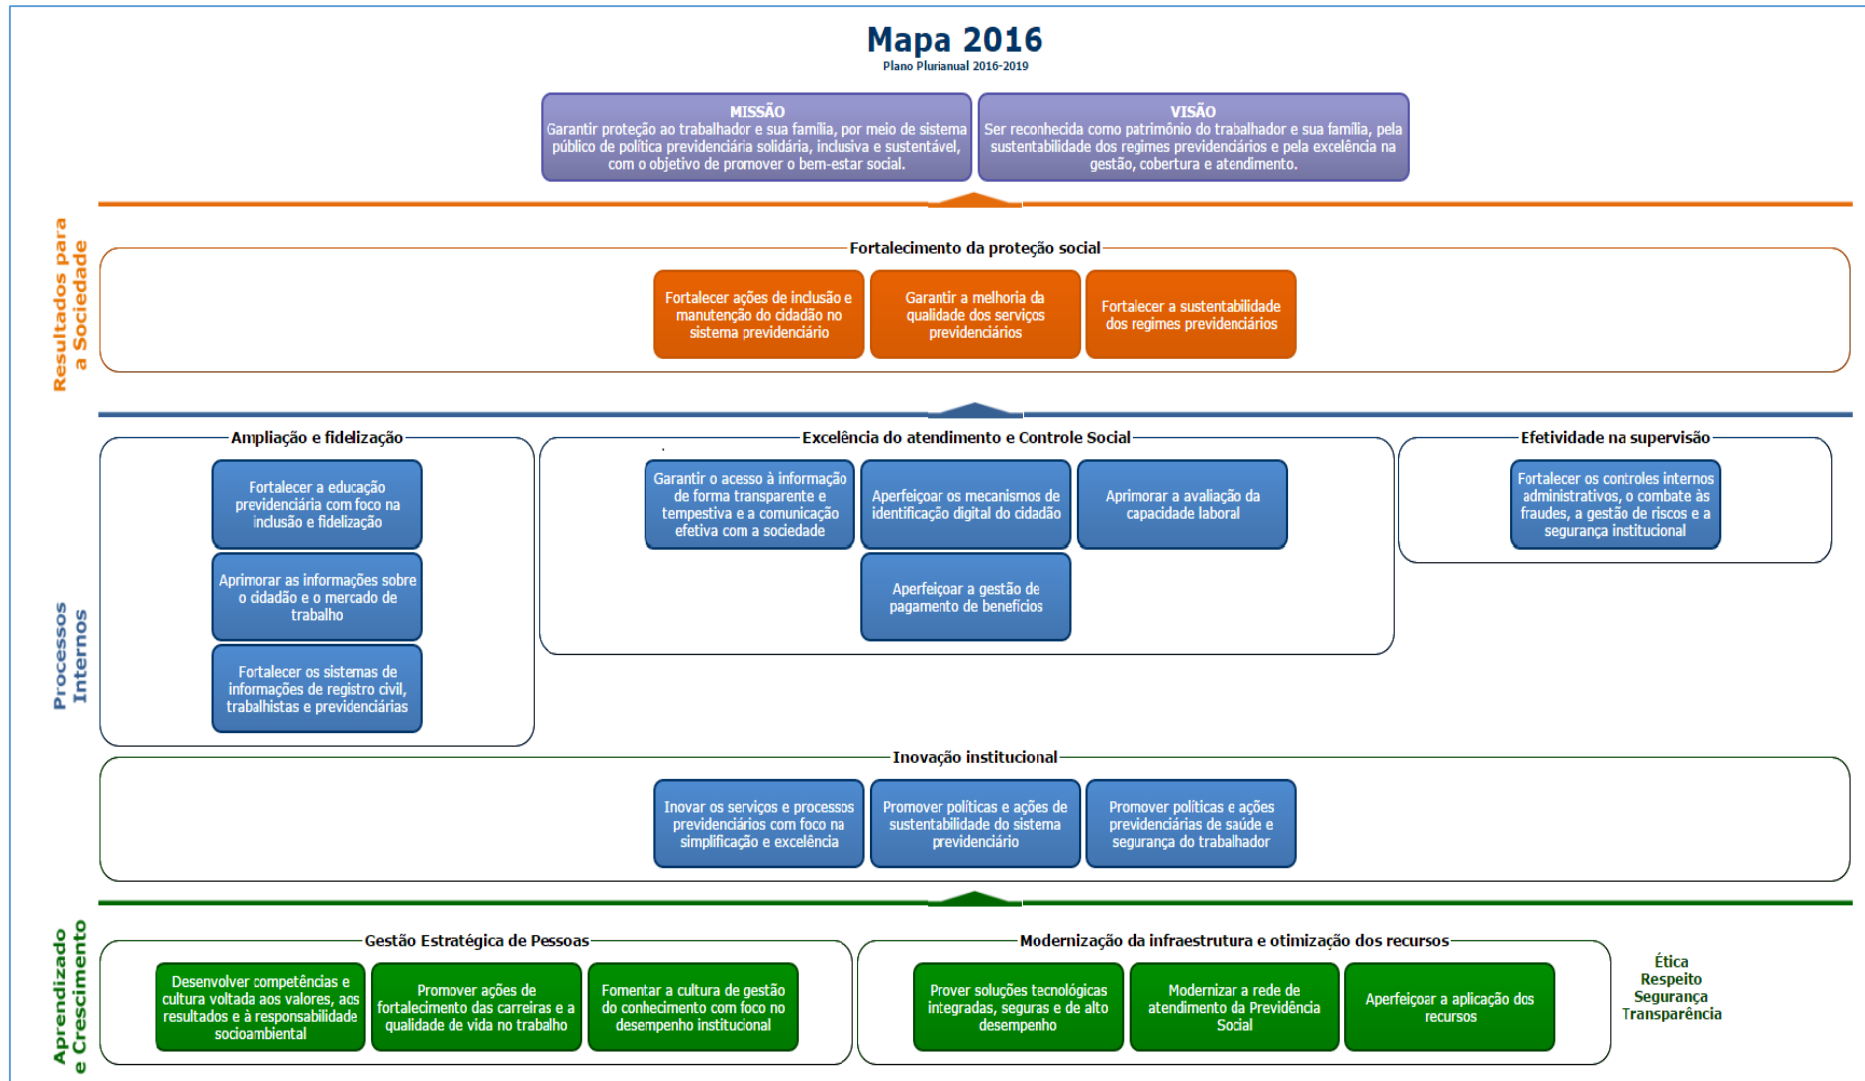 Mapa 2016
Plano Plurianual 2016-2019
MISSÃO
Garantir proteção ao trabalhador e sua família, por meio de sistema
público de política previdenciária solidária, inclusiva e sustentável,
com o objetivo de promover o bem-estar social.
VISÃO
Ser reconhecida como patrimônio do trabalhador e sua família, pela
sustentabilidade dos regimes previdenciários e pela excelência na
gestão, cobertura e atendimento.
Resultados para
a Sociedade
Fortalecimento da proteção social
Fortalecer ações de inclusão e
manutenção do cidadão no
sistema previdenciário
Garantir a melhoria da
qualidade dos serviços
previdenciários
Fortalecer a sustentabilidade
dos regimes previdenciários
Processos
Internos
Ampliação e fidelização
Fortalecer a educação
previdenciária com foco na
inclusão e fidelização
Aprimorar as informações sobre
o cidadão e o mercado de
trabalho
Fortalecer os sistemas de
informações de registro civil,
trabalhistas e previdenciárias
Excelência do atendimento e Controle Social
Garantir o acesso à informação
de forma transparente e
tempestiva e a comunicação
efetiva com a sociedade
Aperfeiçoar os mecanismos de
identificação digital do cidadão
Aprimorar a avaliação da
capacidade laboral
Aperfeiçoar a gestão de
pagamento de benefícios
Efetividade na supervisão
Fortalecer os controles internos
administrativos, o combate às
fraudes, a gestão de riscos e a
segurança institucional
Inovação institucional
Inovar os serviços e processos
previdenciários com foco na
simplificação e excelência
Promover políticas e ações de
sustentabilidade do sistema
previdenciário
Promover políticas e ações
previdenciárias de saúde e
segurança do trabalhador
Aprendizado
e Crescimento
Gestão Estratégica de Pessoas
Desenvolver competências e
cultura voltada aos valores, aos
resultados e à responsabilidade
socioambiental
Promover ações de
fortalecimento das carreiras e a
qualidade de vida no trabalho
Fomentar a cultura de gestão
do conhecimento com foco no
desempenho institucional
Modernização da infraestrutura e otimização dos recursos
Prover soluções tecnológicas
integradas, seguras e de alto
desempenho
Modernizar a rede de
atendimento da Previdência
Social
Aperfeiçoar a aplicação dos
recursos
Ética
Respeito
Segurança
Transparência